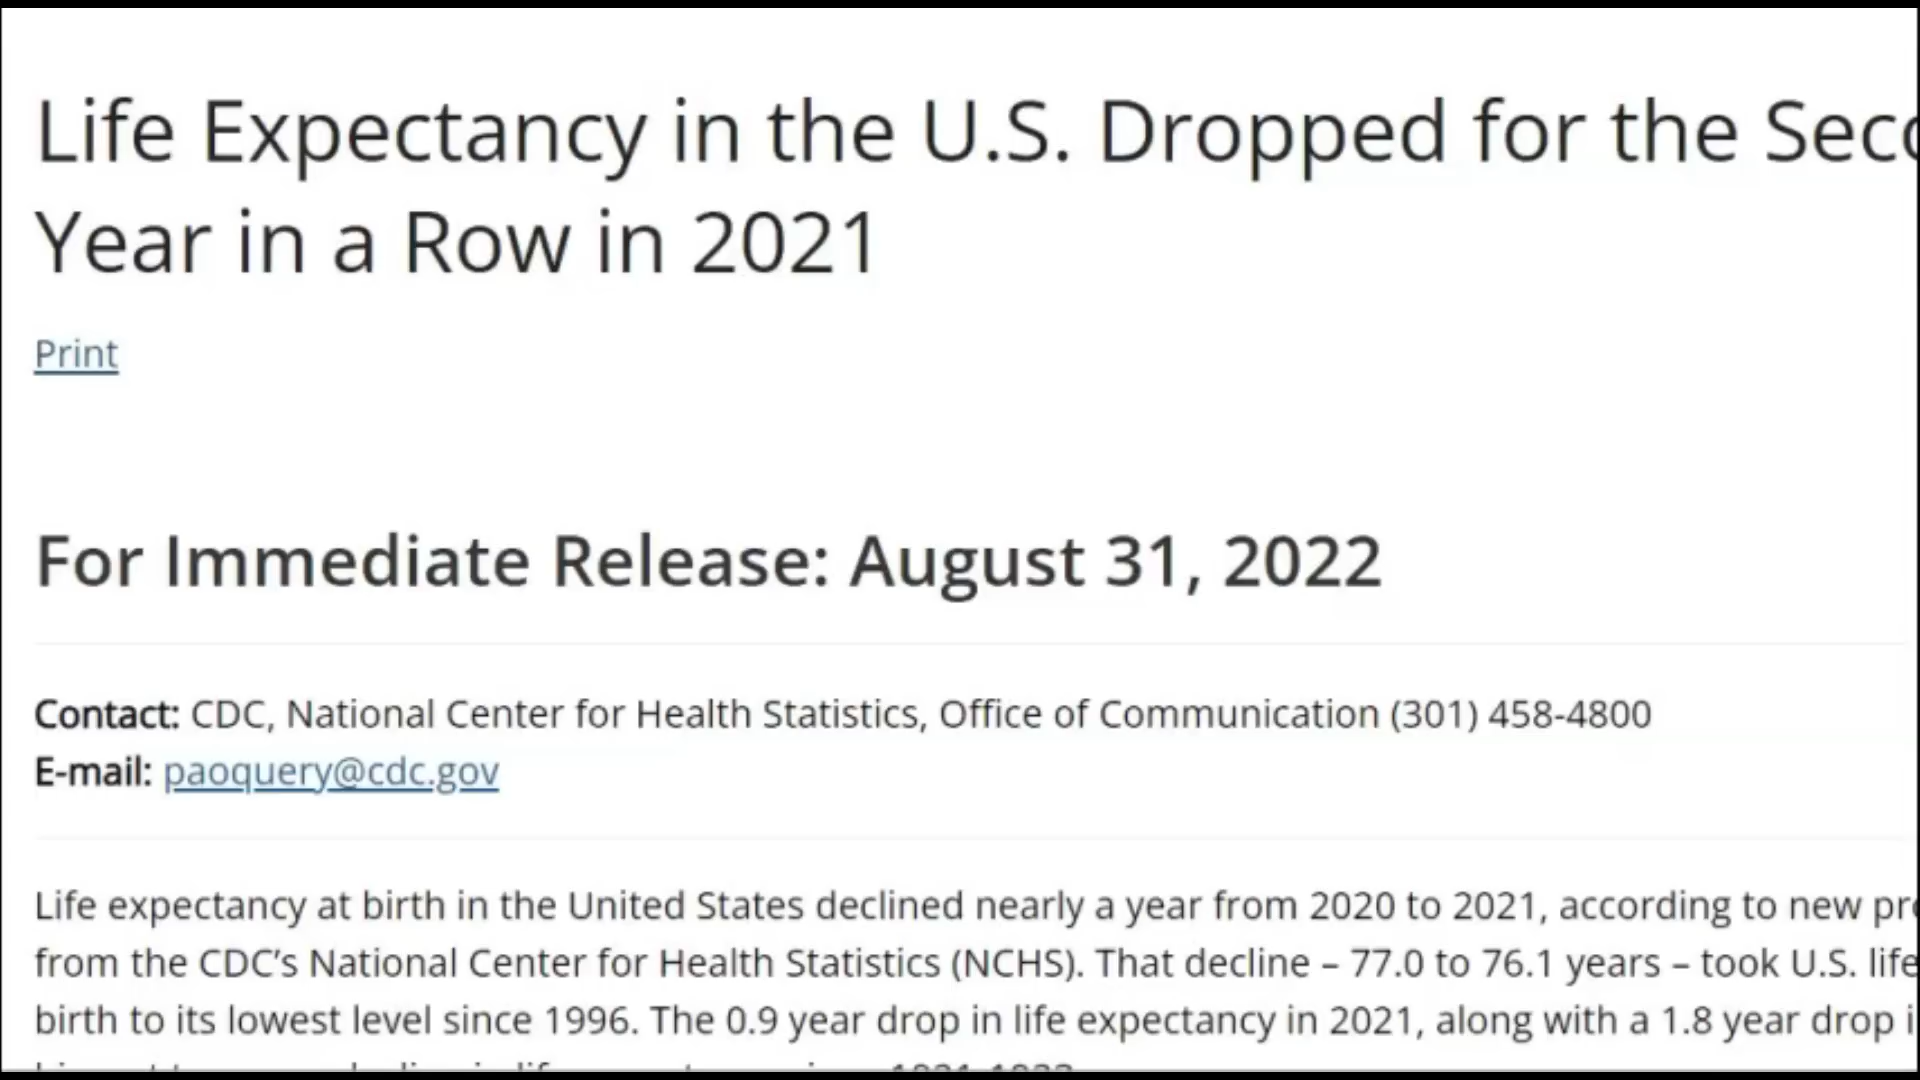 Life Expectancy in the U.S. Dropped for the Seco
Year in a Row in 2021
Print
For Immediate Release: August 31, 2022
Contact: CDC, National Center for Health Statistics, Office of Communication (301) 458-4800
E-mail: paoquery@cdc.gov
Life expectancy at birth in the United States declined nearly a year from 2020 to 2021, according to new pro
from the CDC’s National Center for Health Statistics (NCHS). That decline – 77.0 to 76.1 years – took U.S. life
birth to its lowest level since 1996. The 0.9 year drop in life expectancy in 2021, along with a 1.8 year drop i